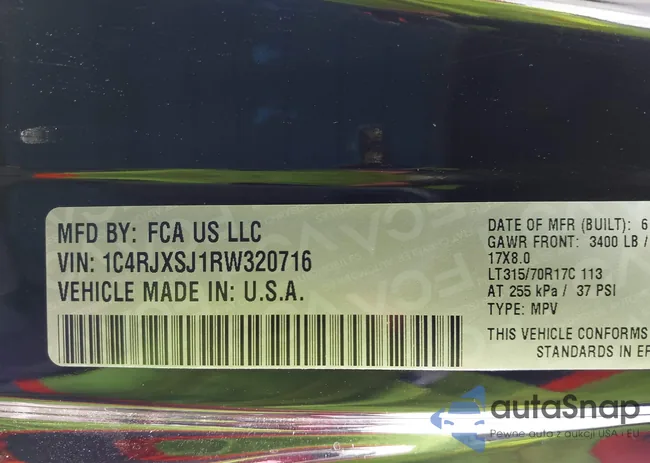 MFD BY: FCA US LLC
VIN: 1C4RJXSJ1RW320716
VEHICLE MADE IN: U.S.A.
DATE OF MFR (BUILT): 6
GAWR FRONT: 3400 LB /
17X8.0
LT315/70R17C 113
AT 255 kPa / 37 PSI
TYPE: MPV
THIS VEHICLE CONFORMS
STANDARDS IN EF
autaSnap
Pewne auta z aukcji USA i EU